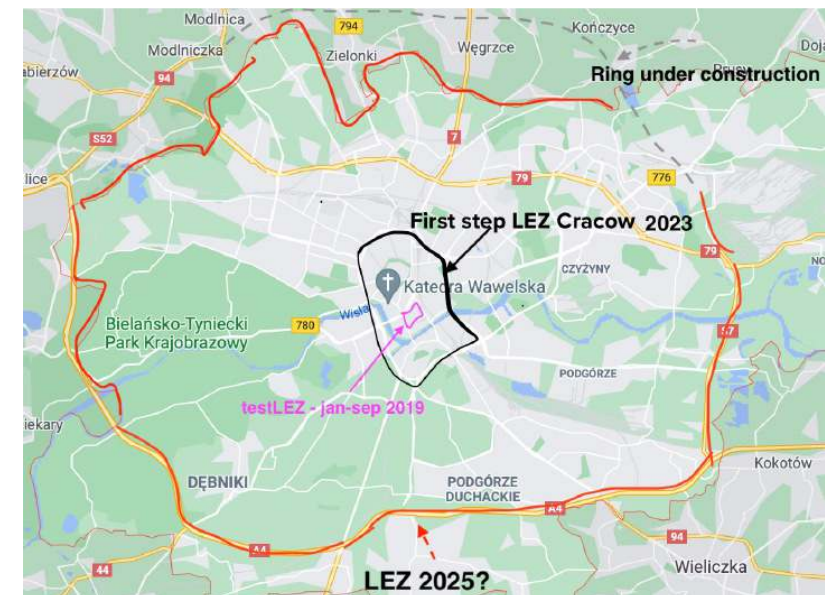 Modlnica
794
Kończyce
Modlniczka
Zielonki
Węgrzce
abierzów
94
Ring under construction
S52
7
lice
79
776
First step LEZ Cracow 2023
79
CZYŻYNY
NO
Katedra Wawelska
Wisła
780
S7
Bielańsko-Tyniecki
Park Krajobrazowy
PODGÓRZE
testLEZ - jan-sep 2019
iekary
Kokotów
DĘBNIKI
PODGÓRZE
DUCHACKIE
A4
94
A4
44
Wieliczka
LEZ 2025?